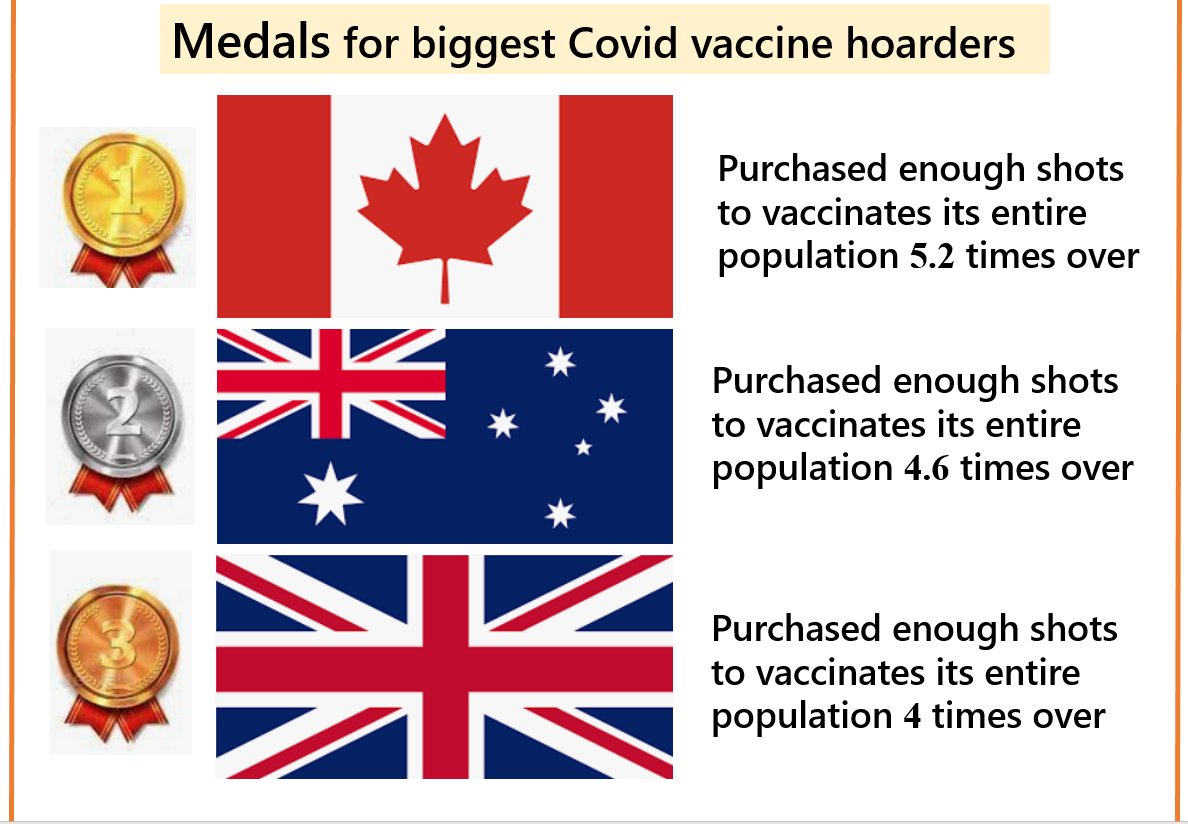 Medals for biggest Covid vaccine hoarders
1
Purchased enough shots
to vaccinates its entire
population 5.2 times over
2
Purchased enough shots
to vaccinates its entire
population 4.6 times over
3
Purchased enough shots
to vaccinates its entire
population 4 times over